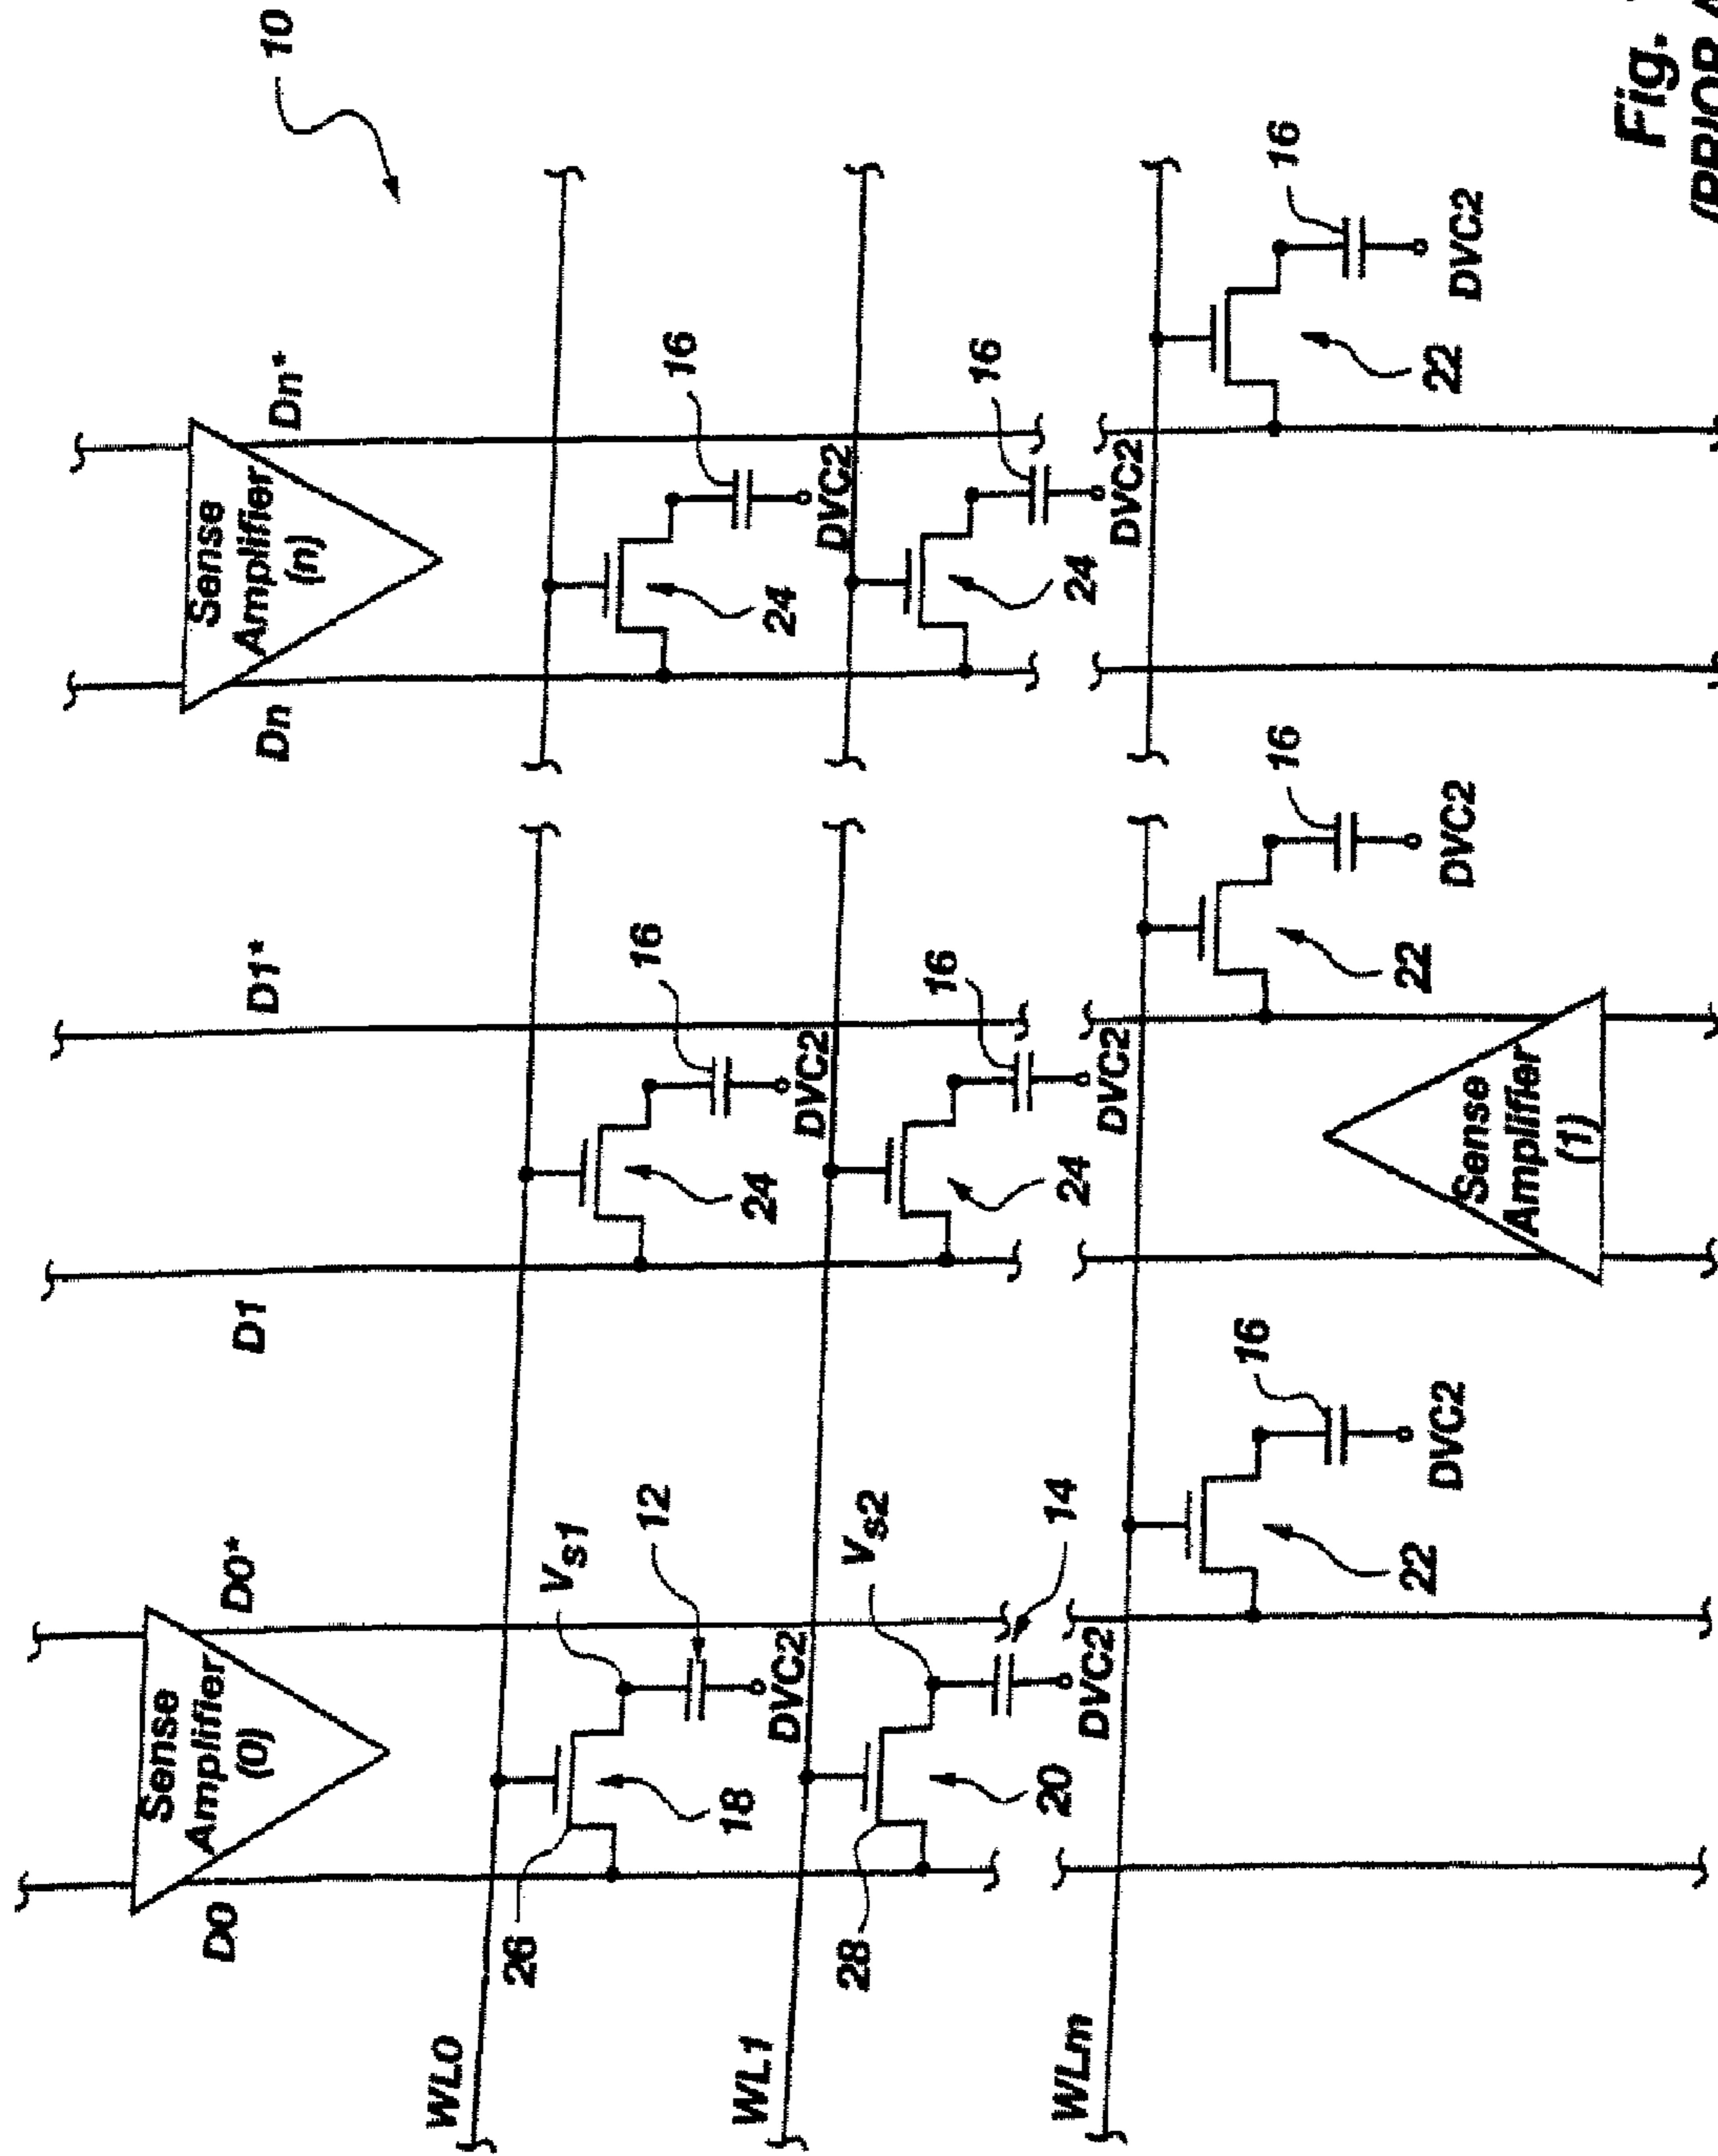 10
Sense
Amplifier
(0)
Sense
Amplifier
(n)
D0
D0*
D1
D1*
Dn
Dn*
WL0
26
Vs1
12
16
16
18
24
24
DVC2
DVC2
DVC2
WL1
28
Vs2
14
16
16
20
24
24
DVC2
DVC2
DVC2
WLm
16
16
16
22
22
22
DVC2
DVC2
DVC2
Sense
Amplifier
(1)
Fig.
(PRIOR